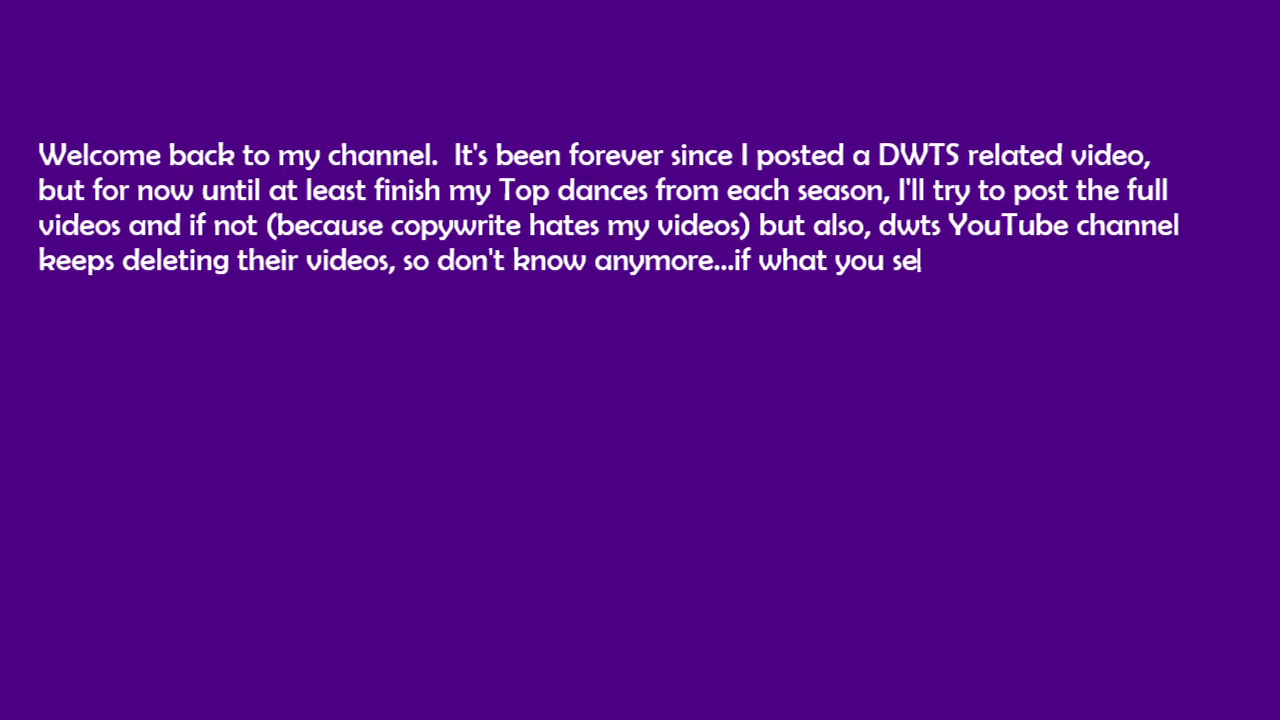 Welcome back to my channel.  It's been forever since I posted a DWTS related video,
but for now until at least finish my Top dances from each season, I'll try to post the full
videos and if not (because copywrite hates my videos) but also, dwts YouTube channel
keeps deleting their videos, so don't know anymore...if what you se